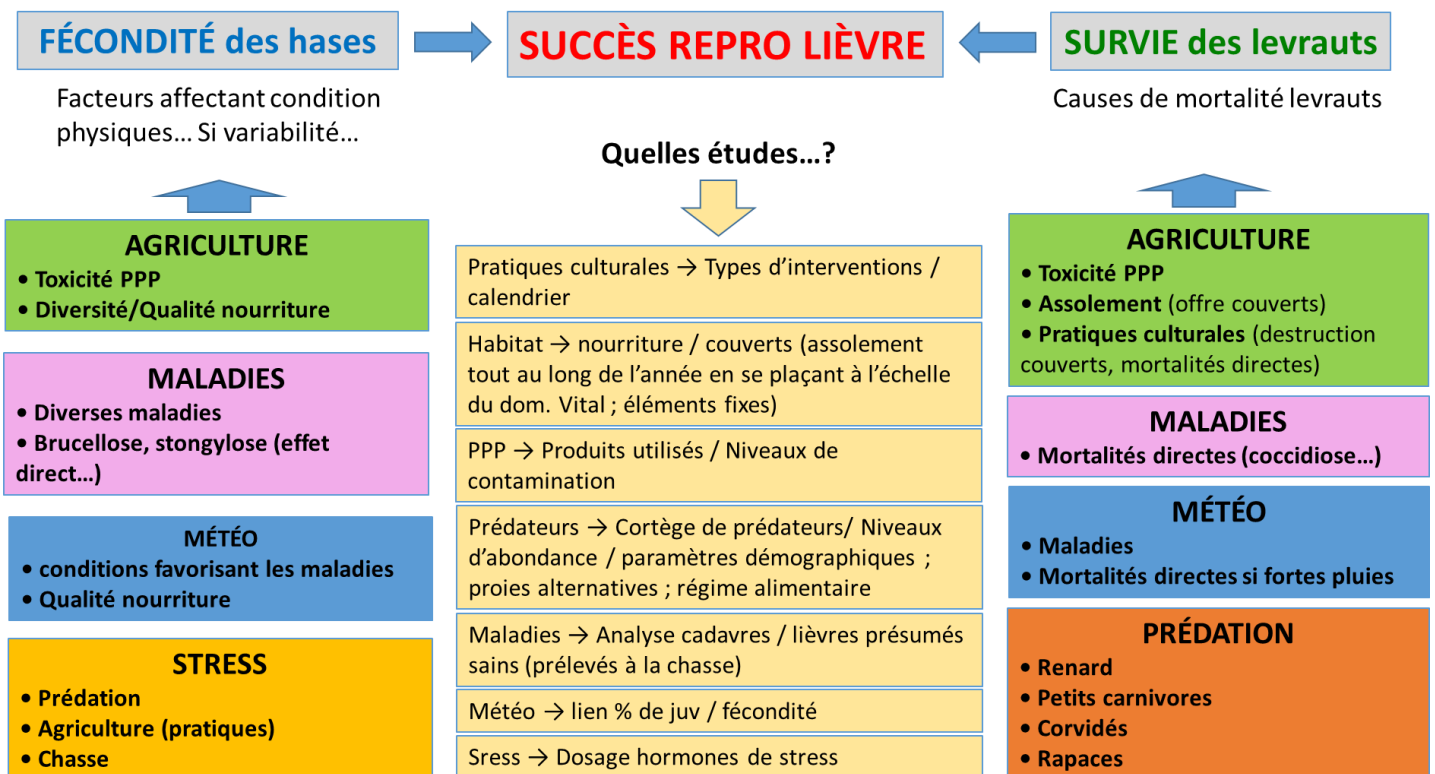 FÉCONDITÉ des hases
SUCCÈS REPRO LIÈVRE
SURVIE des levrauts
Facteurs affectant condition
physiques... Si variabilité...
Causes de mortalité levrauts
Quelles études...?
AGRICULTURE
• Toxicité PPP
• Diversité/Qualité nourriture
MALADIES
• Diverses maladies
• Brucellose, stongylose (effet
direct...)
MÉTÉO
• conditions favorisant les maladies
• Qualité nourriture
STRESS
• Prédation
• Agriculture (pratiques)
• Chasse
Pratiques culturales → Types d'interventions /
calendrier
Habitat → nourriture / couverts (assolement
tout au long de l'année en se plaçant à l'échelle
du dom. Vital ; éléments fixes)
PPP → Produits utilisés / Niveaux de
contamination
Prédateurs → Cortège de prédateurs/ Niveaux
d'abondance / paramètres démographiques ;
proies alternatives ; régime alimentaire
Maladies → Analyse cadavres / lièvres présumés
sains (prélevés à la chasse)
Météo → lien % de juv / fécondité
Sress → Dosage hormones de stress
AGRICULTURE
• Toxicité PPP
• Assolement (offre couverts)
• Pratiques culturales (destruction
couverts, mortalités directes)
MALADIES
• Mortalités directes (coccidiose...)
MÉTÉO
• Maladies
• Mortalités directes si fortes pluies
PRÉDATION
• Renard
• Petits carnivores
• Corvidés
• Rapaces